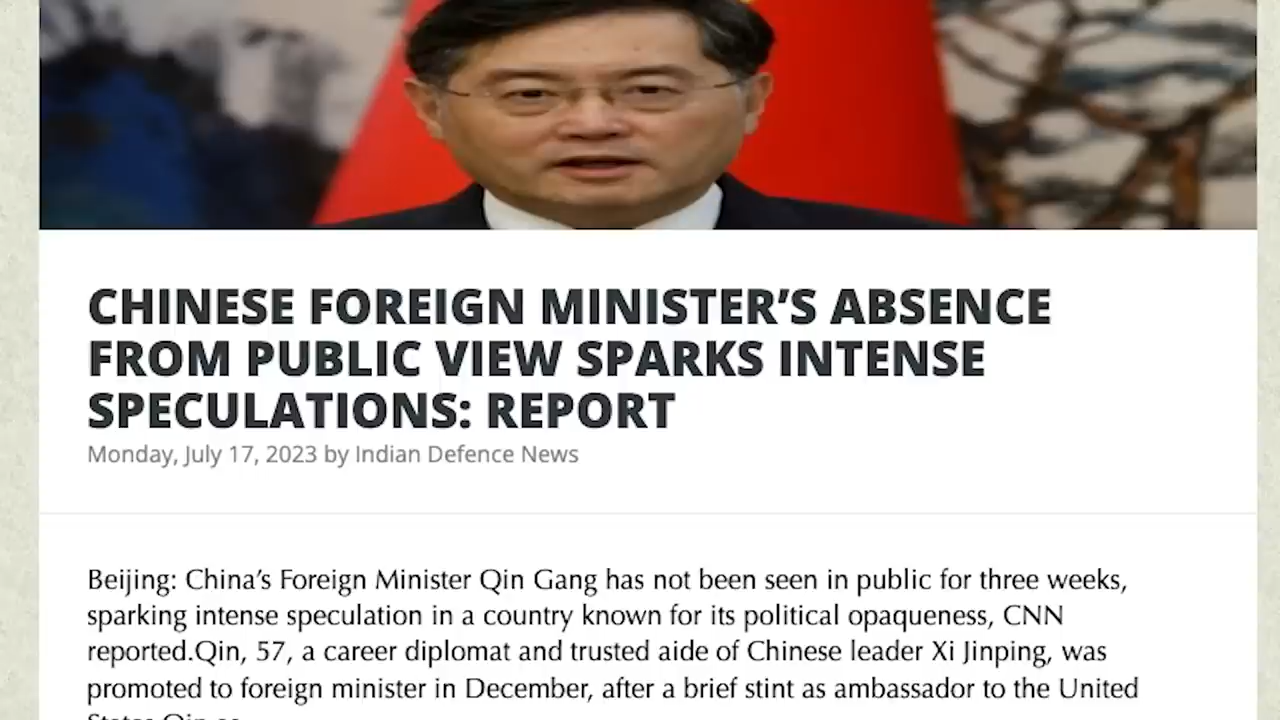 CHINESE FOREIGN MINISTER’S ABSENCE
FROM PUBLIC VIEW SPARKS INTENSE
SPECULATIONS: REPORT
Monday, July 17, 2023 by Indian Defence News
Beijing: China’s Foreign Minister Qin Gang has not been seen in public for three weeks,
sparking intense speculation in a country known for its political opaqueness, CNN
reported.Qin, 57, a career diplomat and trusted aide of Chinese leader Xi Jinping, was
promoted to foreign minister in December, after a brief stint as ambassador to the United